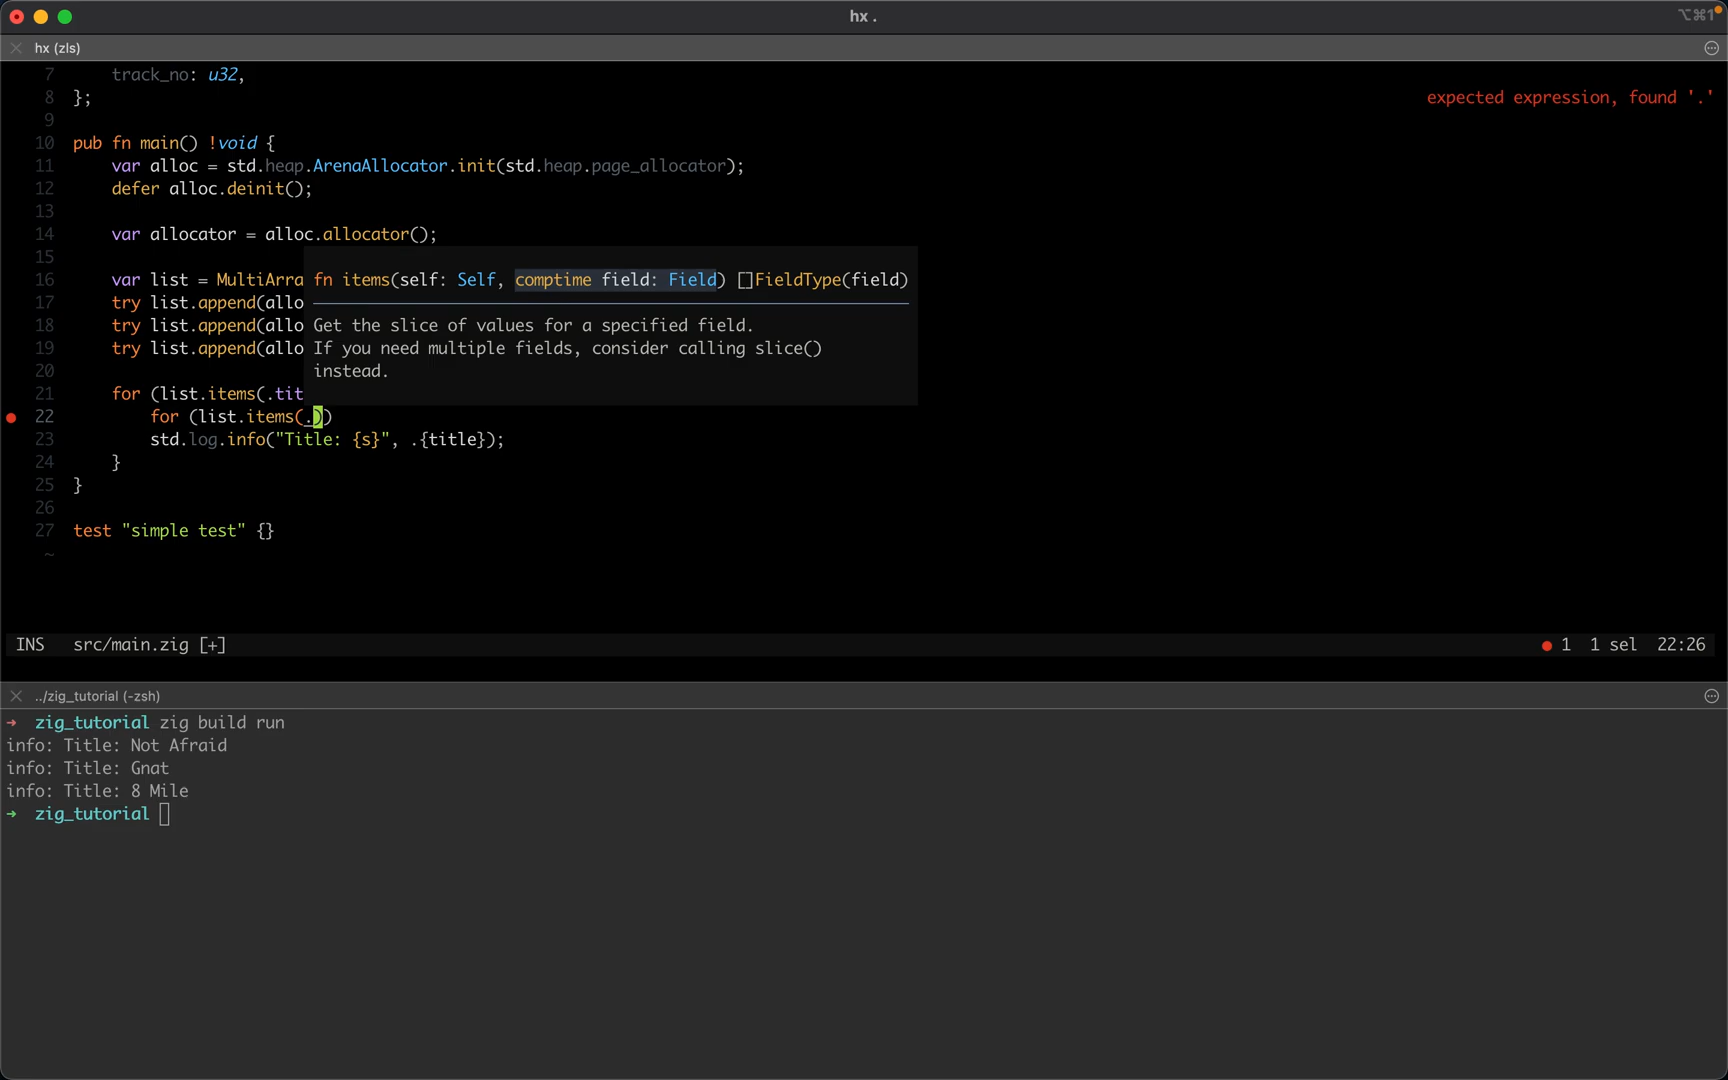 hx .
⌥⌘1
hx (zls)
7 track_no: u32,
8 };
expected expression, found '.'
9
10 pub fn main() !void {
11 var alloc = std.heap.ArenaAllocator.init(std.heap.page_allocator);
12 defer alloc.deinit();
13
14 var allocator = alloc.allocator();
15
16 var list = MultiArra
fn items(self: Self, comptime field: Field) []FieldType(field)
17 try list.append(allo
18 try list.append(allo
Get the slice of values for a specified field.
19 try list.append(allo
If you need multiple fields, consider calling slice()
20
instead.
21 for (list.items(.tit
22 for (list.items(.))
23 std.log.info("Title: {s}", .{title});
24 }
25 }
26
27 test "simple test" {}
~
INS src/main.zig [+]
● 1 1 sel 22:26
../zig_tutorial (-zsh)
➜ zig_tutorial zig build run
info: Title: Not Afraid
info: Title: Gnat
info: Title: 8 Mile
➜ zig_tutorial